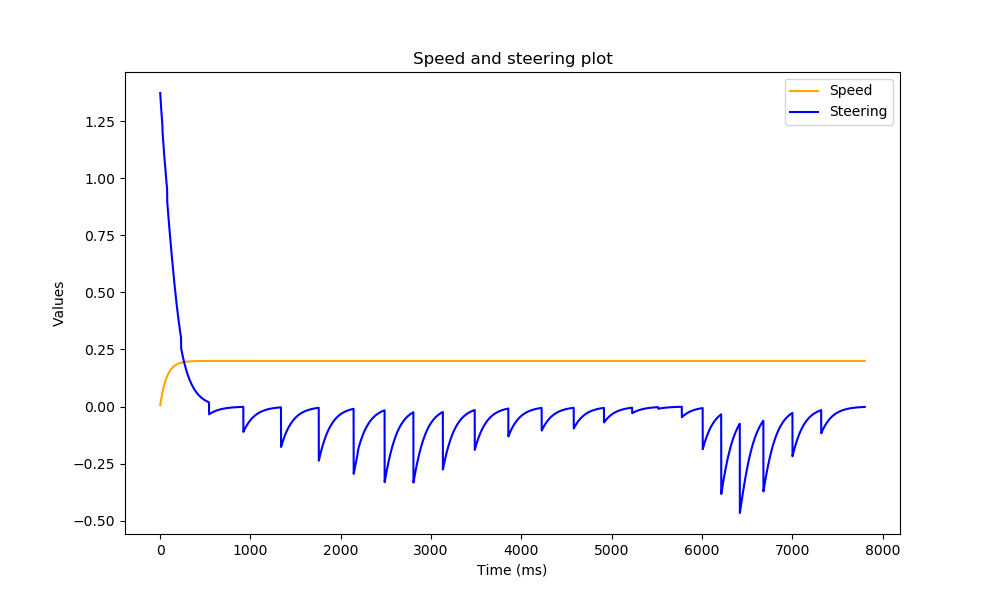 Speed and steering plot
Speed
Steering
1.25
1.00
0.75
0.50
0.25
0.00
−0.25
−0.50
Values
0 1000 2000 3000 4000 5000 6000 7000 8000
Time (ms)